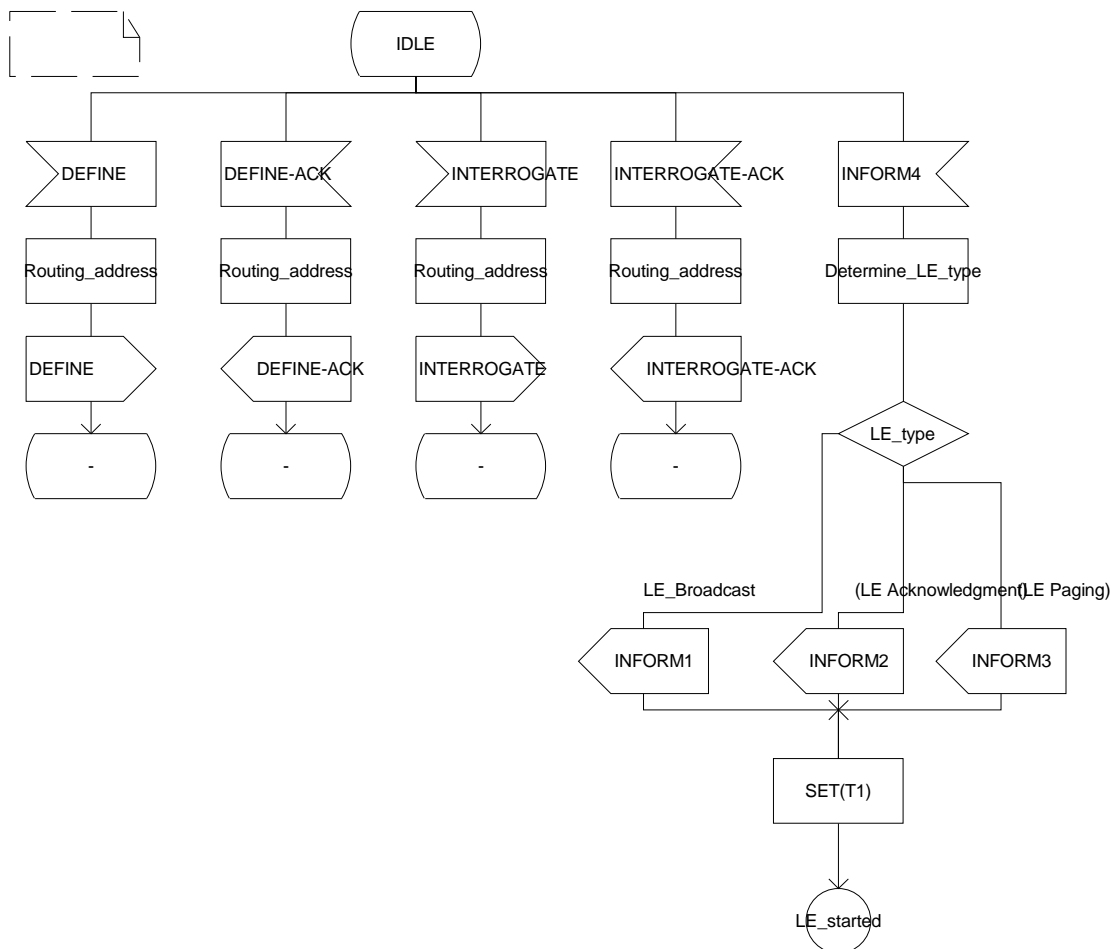 IDLE
DEFINE
DEFINE-ACK
INTERROGATE
INTERROGATE-ACK
INFORM4
Routing_address
Routing_address
Routing_address
Routing_address
Determine_LE_type
DEFINE
DEFINE-ACK
INTERROGATE
INTERROGATE-ACK
LE_type
-
-
-
-
LE_Broadcast
(LE Acknowledgment)
(LE Paging)
INFORM1
INFORM2
INFORM3
SET(T1)
LE_started